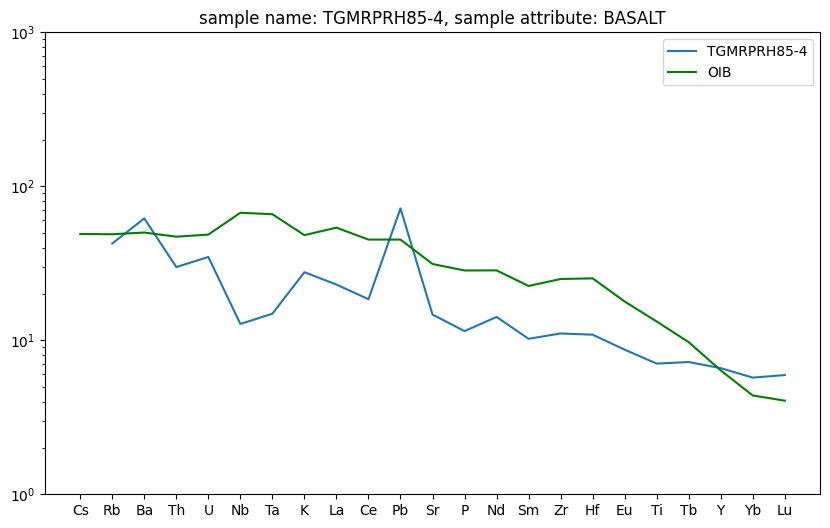 sample name: TGMRPRH85-4, sample attribute: BASALT
10³
TGMRPRH85-4
OIB
10²
10¹
10⁰
Cs Rb Ba Th U Nb Ta K La Ce Pb Sr P Nd Sm Zr Hf Eu Ti Tb Y Yb Lu